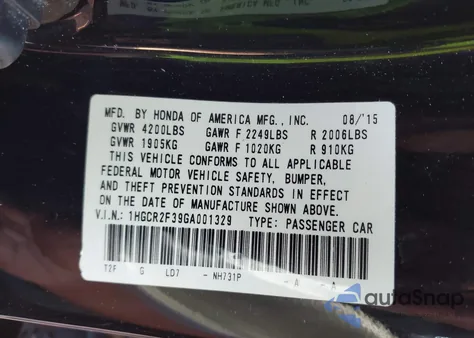 MFD. BY HONDA OF AMERICA MFG., INC. 08/'15
GVWR 4200LBS GAWR F 2249LBS R 2006LBS
GVWR 1905KG GAWR F 1020KG R 910KG
THIS VEHICLE CONFORMS TO ALL APPLICABLE
FEDERAL MOTOR VEHICLE SAFETY, BUMPER,
AND THEFT PREVENTION STANDARDS IN EFFECT
ON THE DATE OF MANUFACTURE SHOWN ABOVE.
V.I.N.: 1HGCR2F39GA001329 TYPE: PASSENGER CAR
T2F G LD7 - NH731P - A - A
autoSnap